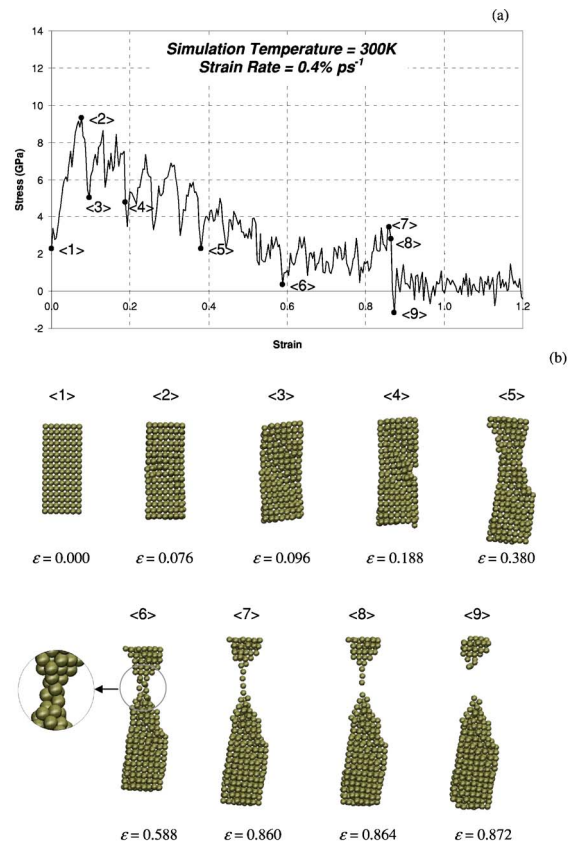 (a)
14
12
10
8
6
4
2
0
-2
Stress (GPa)
Simulation Temperature = 300K
Strain Rate = 0.4% ps⁻¹
<1>
<2>
<3>
<4>
<5>
<6>
<7>
<8>
<9>
0.0 0.2 0.4 0.6 0.8 1.0 1.2
Strain
(b)
<1> <2> <3> <4> <5>
ε = 0.000 ε = 0.076 ε = 0.096 ε = 0.188 ε = 0.380
<6> <7> <8> <9>
ε = 0.588 ε = 0.860 ε = 0.864 ε = 0.872